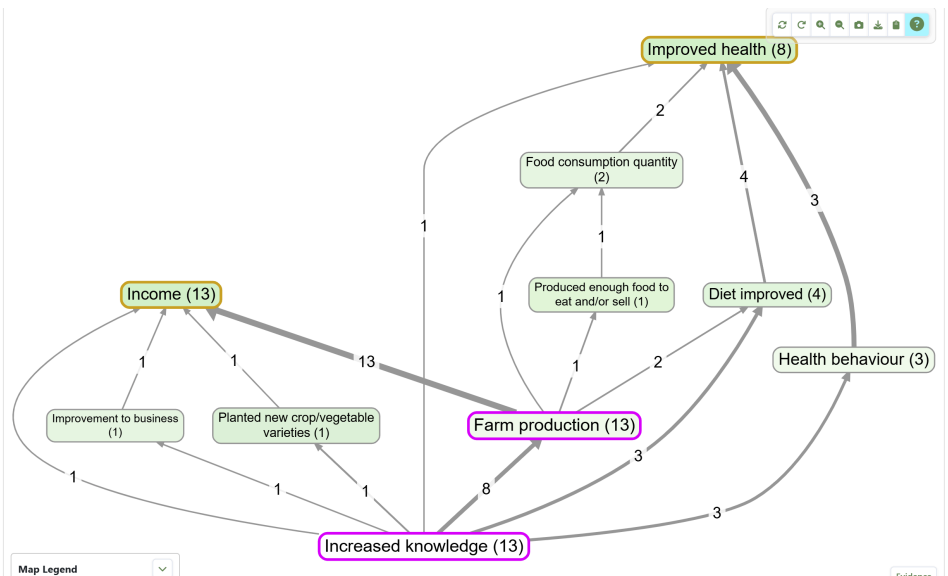 ?
Improved health (8)
2
Food consumption quantity
(2)
4
3
1
1
Income (13)
Produced enough food to
eat and/or sell (1)
Diet improved (4)
1
1
1
13
1
2
Health behaviour (3)
Improvement to business
(1)
Planted new crop/vegetable
varieties (1)
Farm production (13)
3
1
1
1
8
3
Increased knowledge (13)
Map Legend